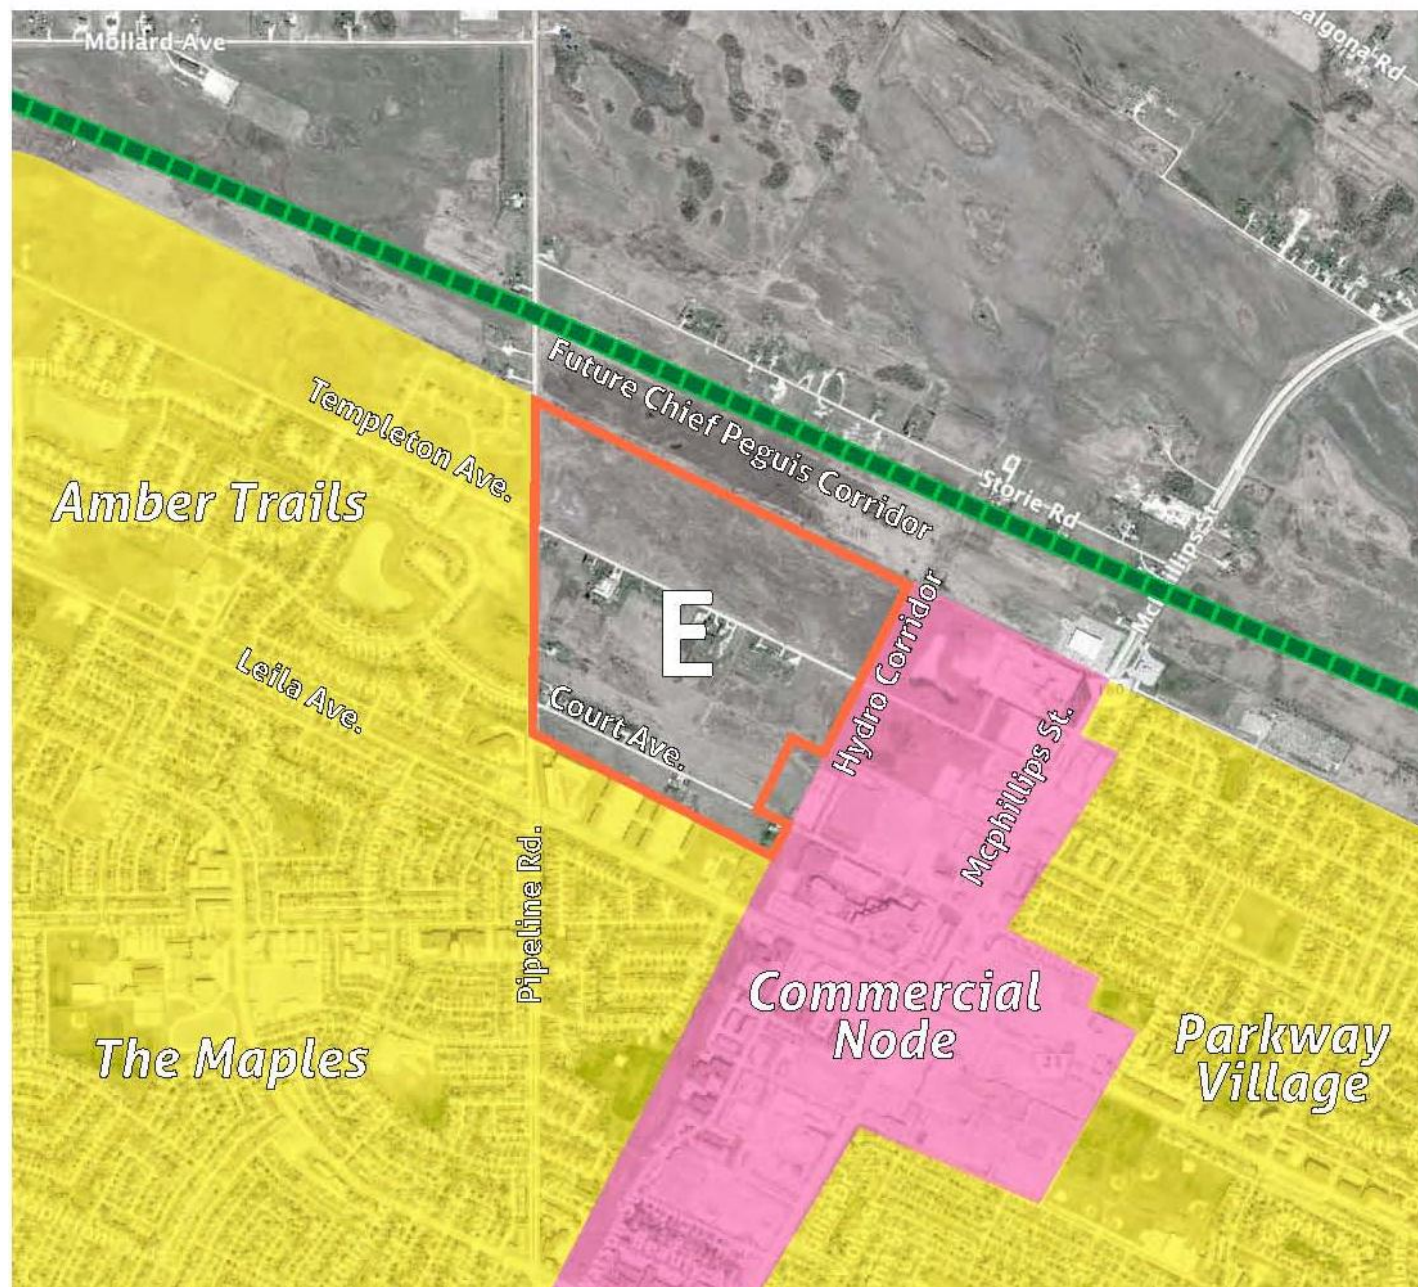 Mollard Ave
algona Rd
Future Chief Peguis Corridor
Templeton Ave.
Storie Rd
Amber Trails
McPhillips St
E
Hydro Corridor
Leila Ave.
Court Ave.
Mcphillips St.
Pipeline Rd.
Commercial
Node
The Maples
Parkway
Village